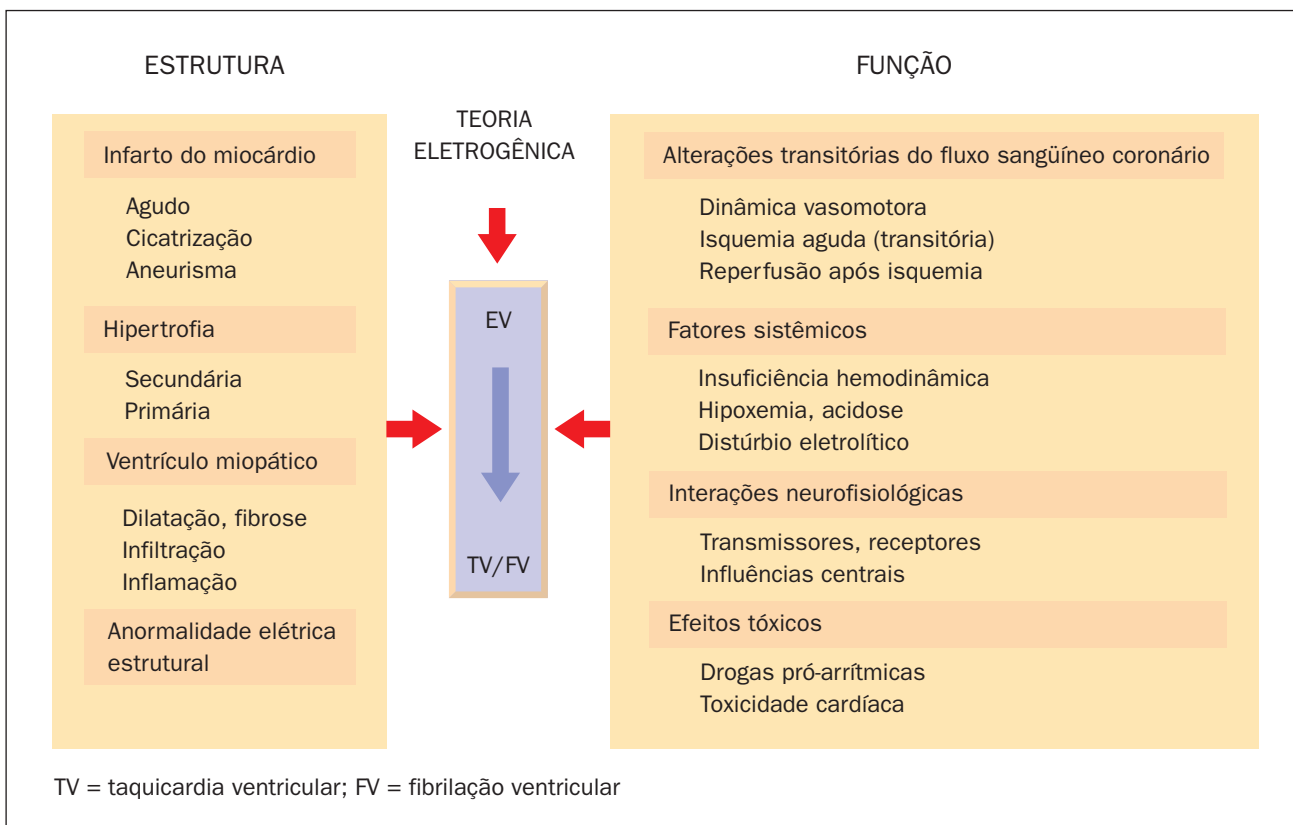 ESTRUTURA
Infarto do miocárdio
Agudo
Cicatrização
Aneurisma
Hipertrofia
Secundária
Primária
Ventrículo miopático
Dilatação, fibrose
Infiltração
Inflamação
Anormalidade elétrica
estrutural
TEORIA
ELETROGÊNICA
EV
TV/FV
FUNÇÃO
Alterações transitórias do fluxo sangüíneo coronário
Dinâmica vasomotora
Isquemia aguda (transitória)
Reperfusão após isquemia
Fatores sistêmicos
Insuficiência hemodinâmica
Hipoxemia, acidose
Distúrbio eletrolítico
Interações neurofisiológicas
Transmissores, receptores
Influências centrais
Efeitos tóxicos
Drogas pró-arrítmicas
Toxicidade cardíaca
TV = taquicardia ventricular; FV = fibrilação ventricular